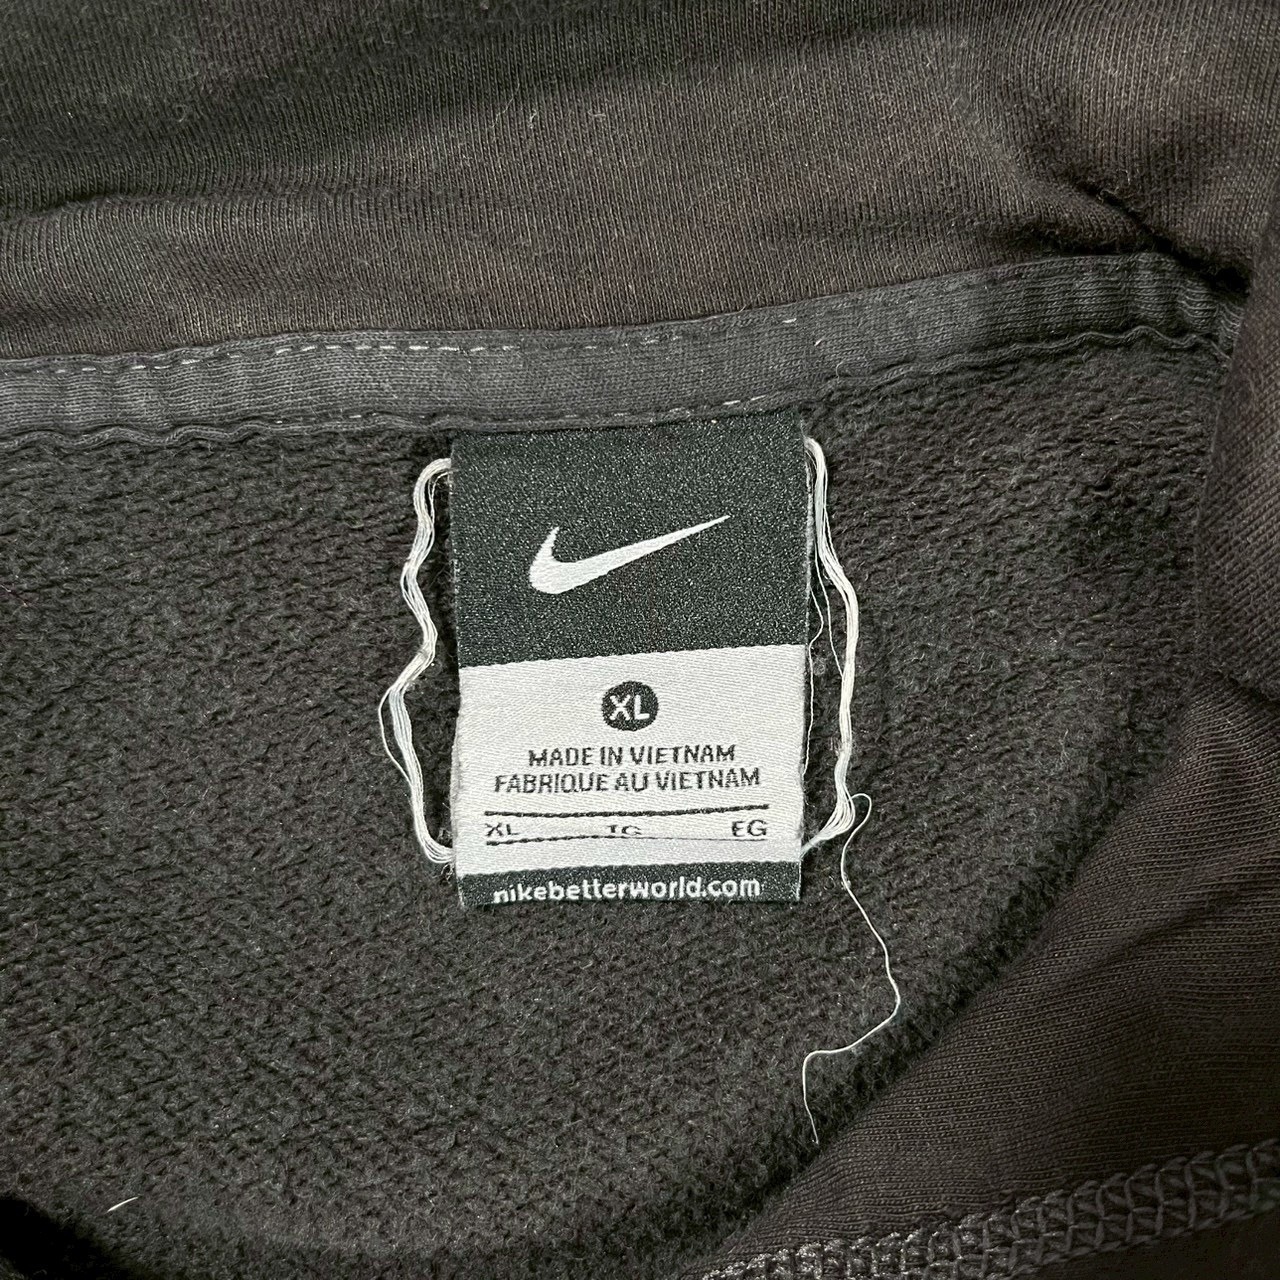 XL
MADE IN VIETNAM
FABRIQUE AU VIETNAM
XL TG EG
nikebetterworld.com